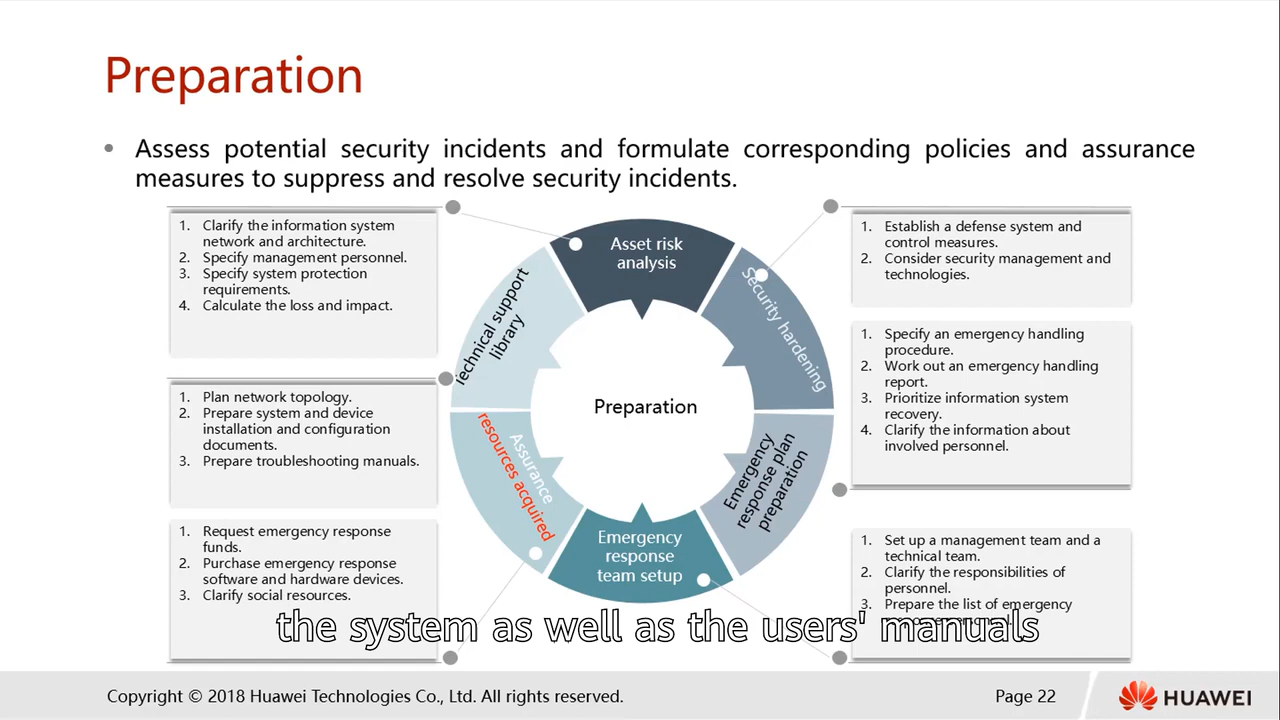 Preparation
• Assess potential security incidents and formulate corresponding policies and assurance
measures to suppress and resolve security incidents.
1. Clarify the information system
network and architecture.
2. Specify management personnel.
3. Specify system protection
requirements.
4. Calculate the loss and impact.
1. Plan network topology.
2. Prepare system and device
installation and configuration
documents.
3. Prepare troubleshooting manuals.
1. Request emergency response
funds.
2. Purchase emergency response
software and hardware devices.
3. Clarify social resources.
Asset risk
analysis
Security hardening
Emergency
response plan
preparation
Emergency
response
team setup
Assurance
resources acquired
Technical support
library
Preparation
1. Establish a defense system and
control measures.
2. Consider security management and
technologies.
1. Specify an emergency handling
procedure.
2. Work out an emergency handling
report.
3. Prioritize information system
recovery.
4. Clarify the information about
involved personnel.
1. Set up a management team and a
technical team.
2. Clarify the responsibilities of
personnel.
3. Prepare the list of emergency
the system as well as the users' manuals
Copyright © 2018 Huawei Technologies Co., Ltd. All rights reserved.
Page 22
HUAWEI